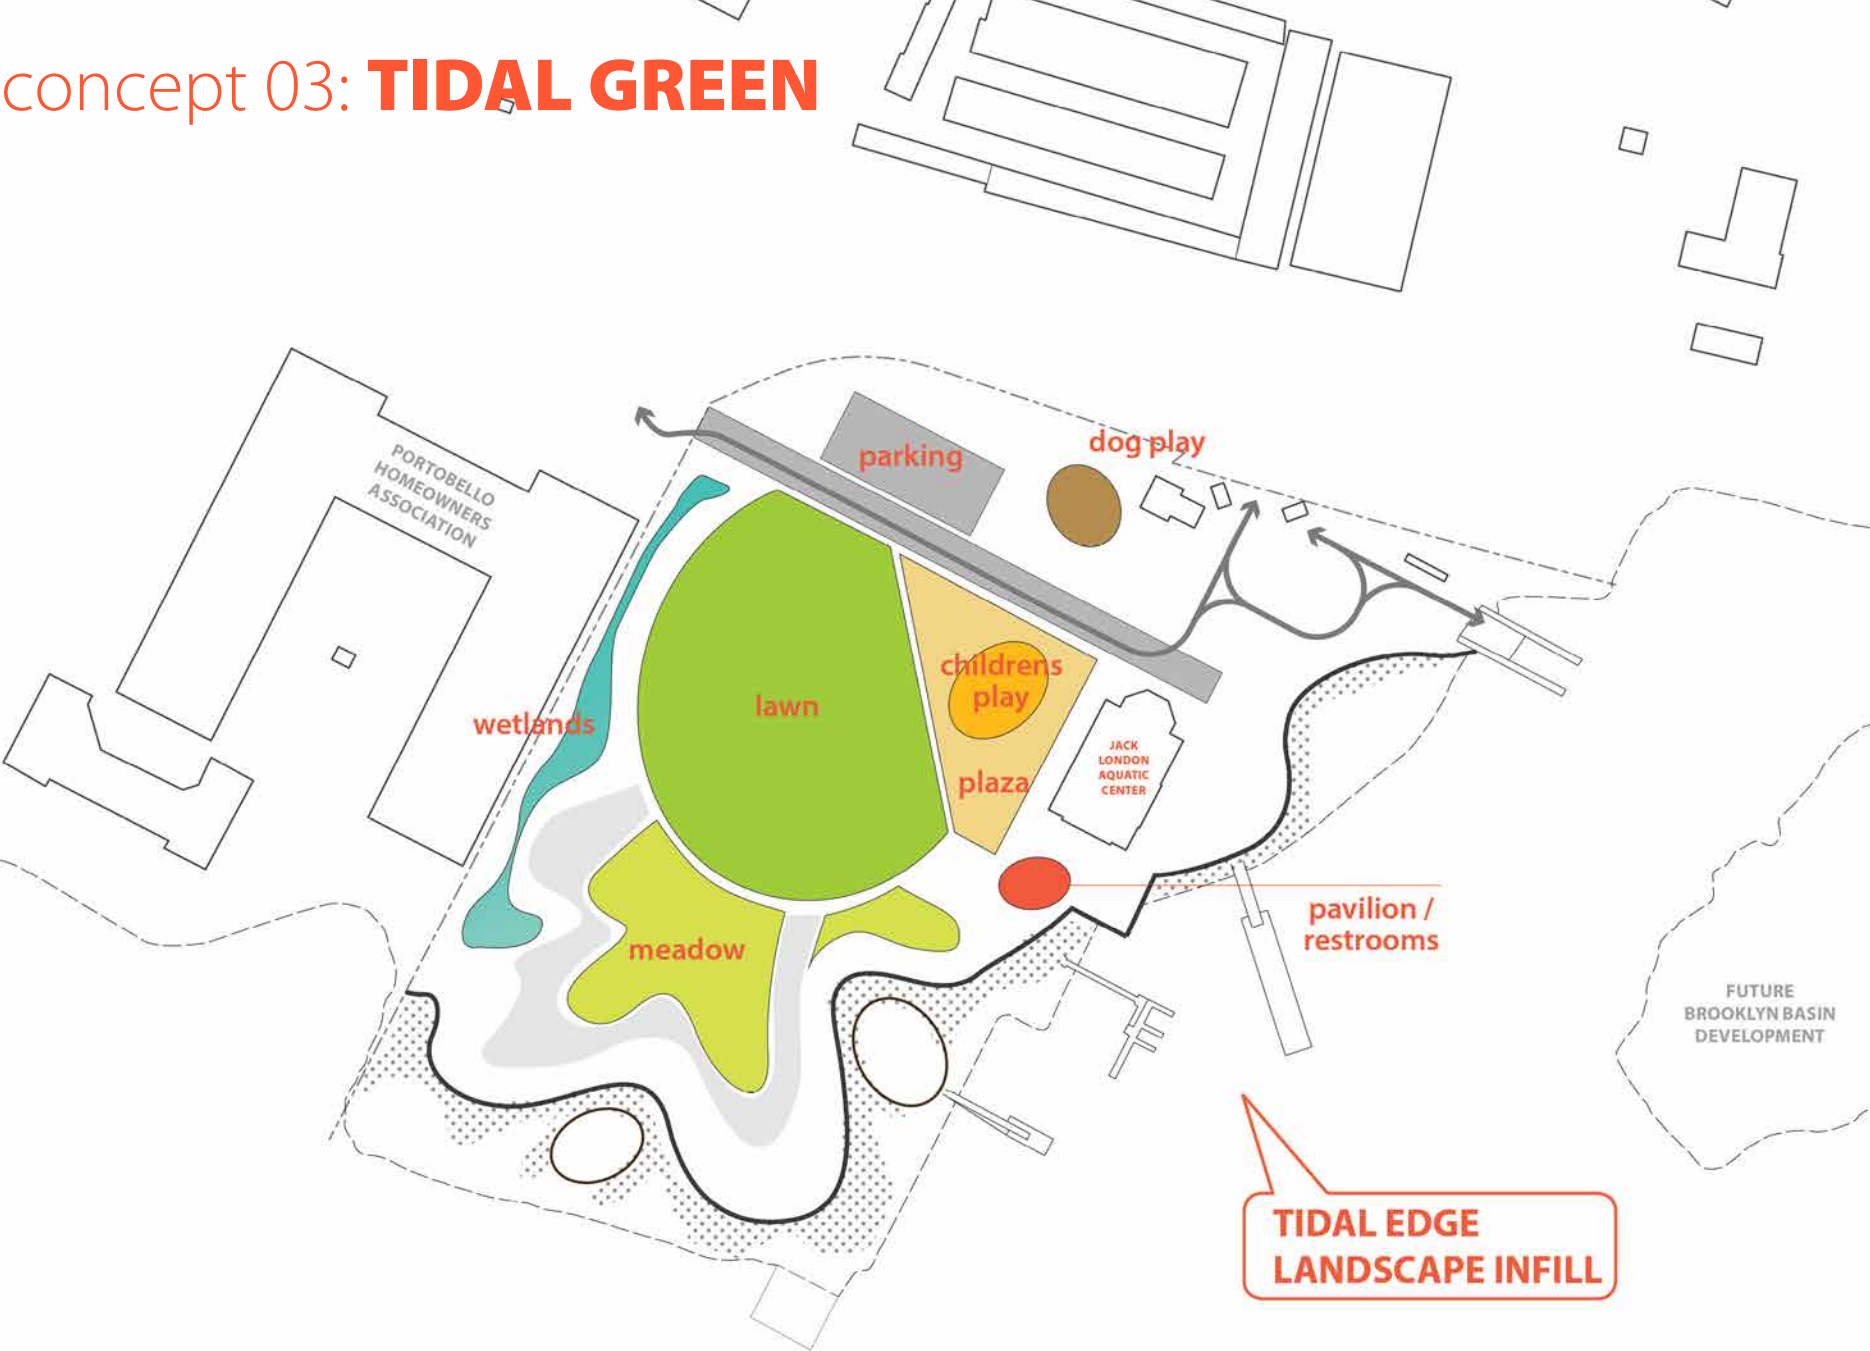 concept 03: TIDAL GREEN
PORTOBELLO
HOMEOWNERS
ASSOCIATION
parking
dog play
wetlands
lawn
childrens
play
plaza
JACK
LONDON
AQUATIC
CENTER
meadow
pavilion /
restrooms
FUTURE
BROOKLYN BASIN
DEVELOPMENT
TIDAL EDGE
LANDSCAPE INFILL